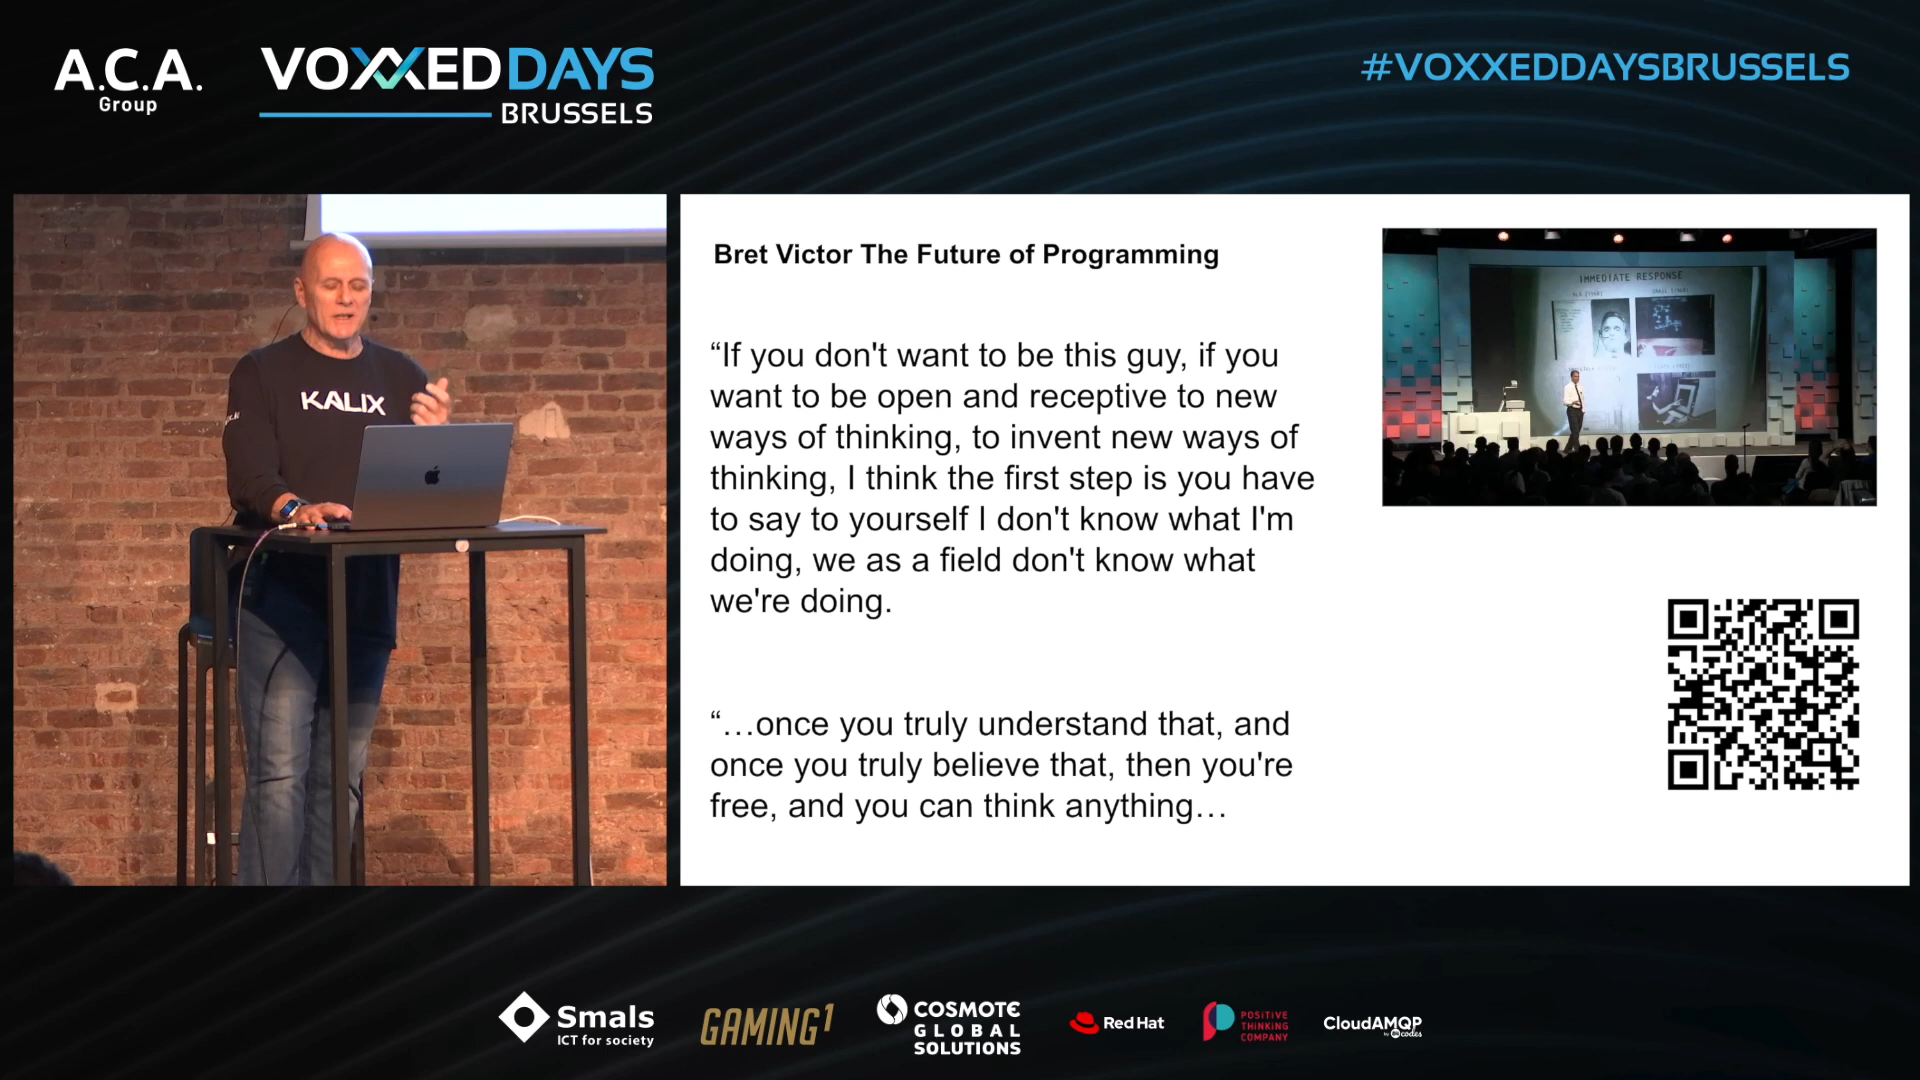 A.C.A.
Group
VOXXEDDAYS
BRUSSELS
#VOXXEDDAYSBRUSSELS
KALIX
Bret Victor The Future of Programming
“If you don't want to be this guy, if you
want to be open and receptive to new
ways of thinking, to invent new ways of
thinking, I think the first step is you have
to say to yourself I don't know what I'm
doing, we as a field don't know what
we're doing.
“…once you truly understand that, and
once you truly believe that, then you're
free, and you can think anything…
IMMEDIATE RESPONSE
Smals
ICT for society
GAMING1
COSMOTE
GLOBAL
SOLUTIONS
Red Hat
POSITIVE
THINKING
COMPANY
CloudAMQP
by 84codes